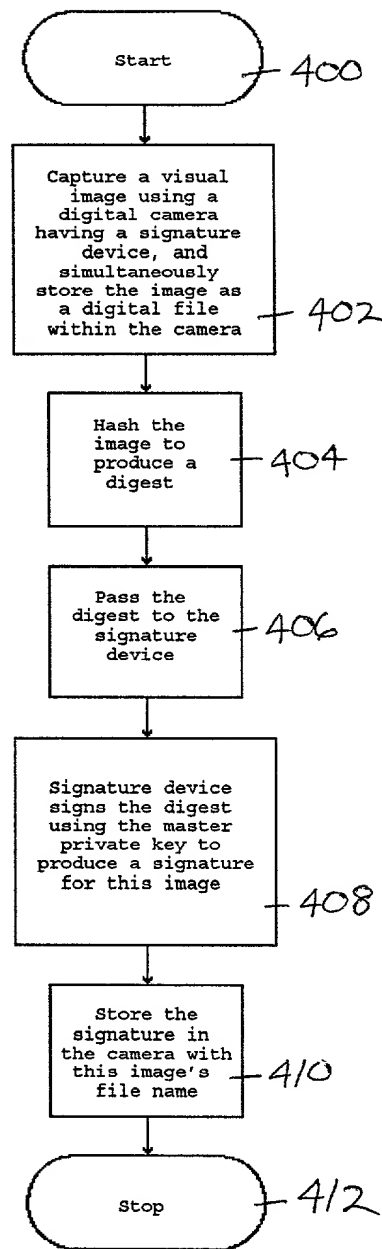 Start
400
Capture a visual
image using a
digital camera
having a signature
device, and
simultaneously
store the image as
a digital file
within the camera
402
Hash the
image to
produce a
digest
404
Pass the
digest to the
signature
device
406
Signature device
signs the digest
using the master
private key to
produce a signature
for this image
408
Store the
signature in
the camera with
this image's
file name
410
Stop
412